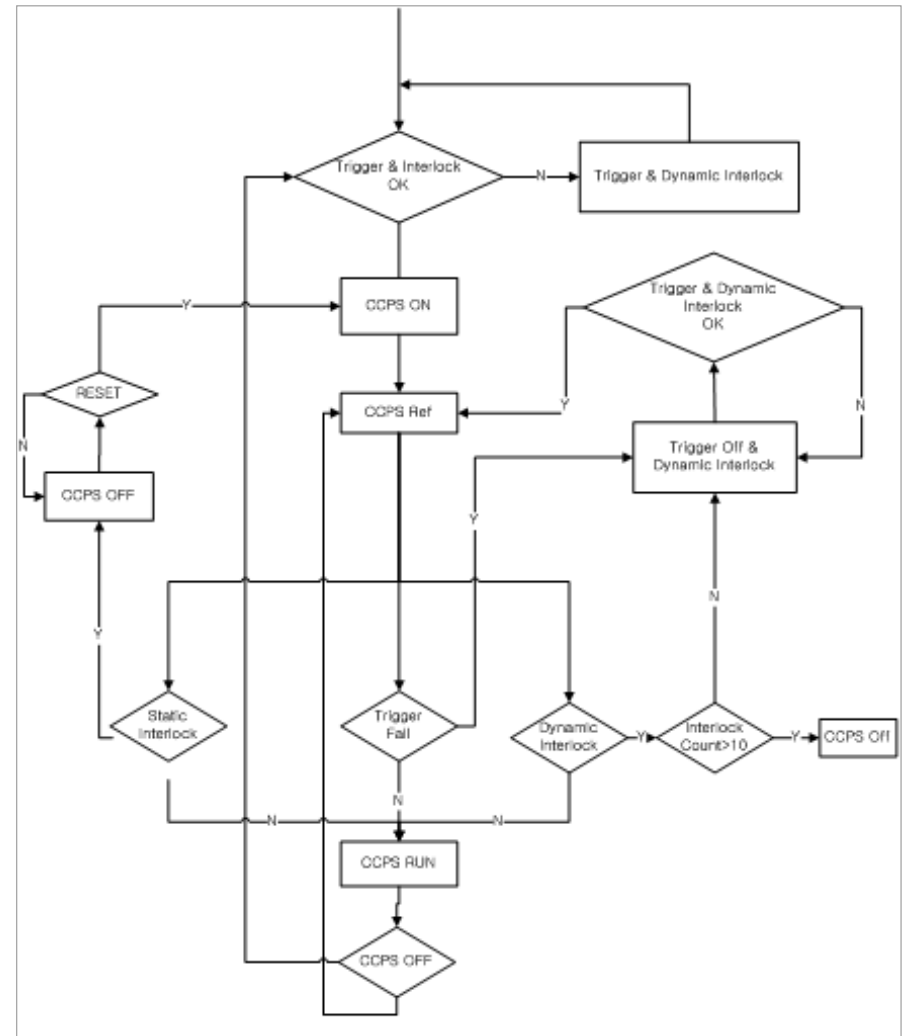 Trigger & Interlock
OK
N
Trigger & Dynamic Interlock
Y
CCPS ON
Trigger & Dynamic
Interlock
OK
RESET
CCPS Ref
Y
N
N
Trigger Off &
Dynamic Interlock
CCPS OFF
Y
N
Y
Static
Interlock
Trigger
Fail
Dynamic
Interlock
Y
Interlock
Count>10
Y
CCPS Off
N
N
N
CCPS RUN
CCPS OFF